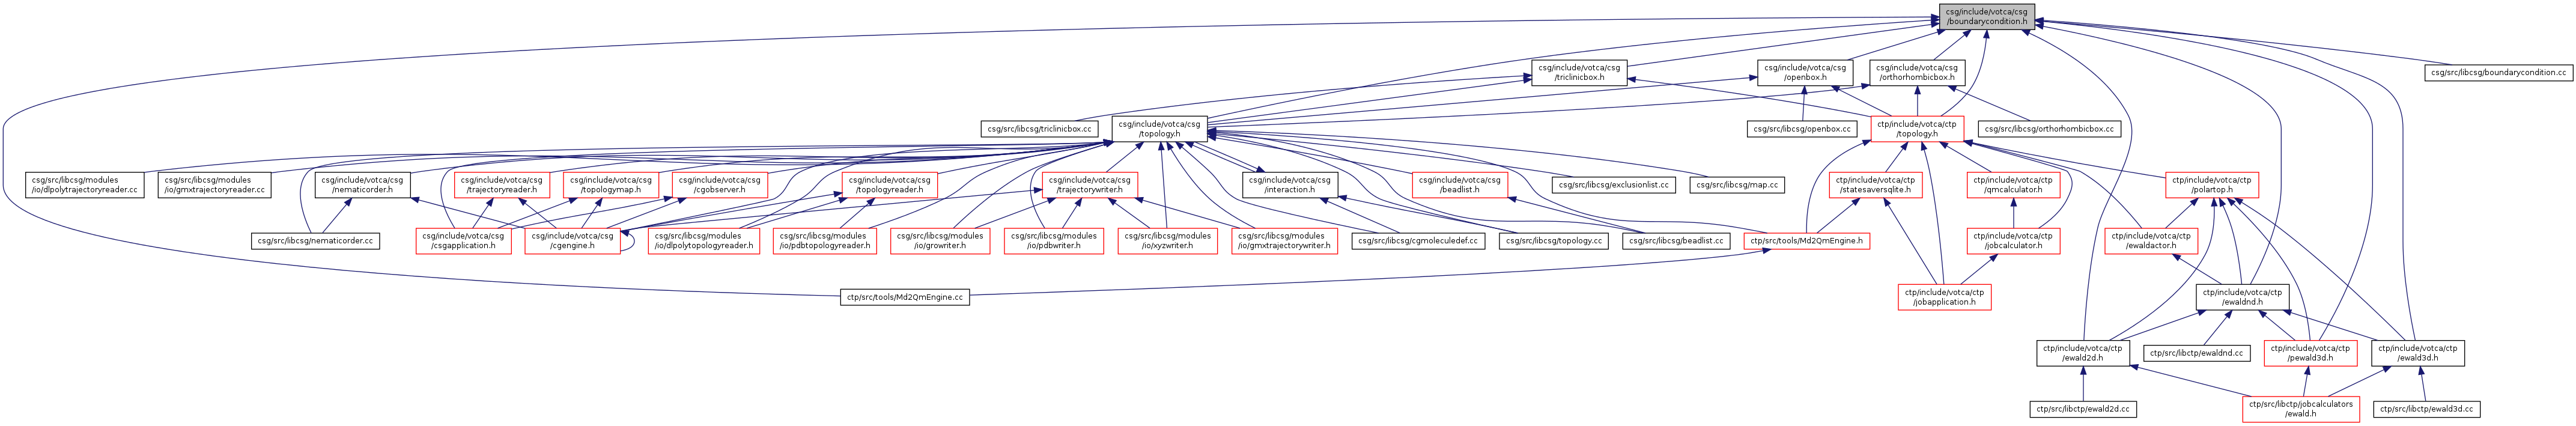 csg/include/votca/csg
/boundarycondition.h
csg/include/votca/csg
/triclinicbox.h
csg/include/votca/csg
/openbox.h
csg/include/votca/csg
/orthorhombicbox.h
csg/src/libcsg/boundarycondition.cc
csg/src/libcsg/triclinicbox.cc
csg/include/votca/csg
/topology.h
csg/src/libcsg/openbox.cc
ctp/include/votca/ctp
/topology.h
csg/src/libcsg/orthorhombicbox.cc
csg/src/libcsg/modules
/io/dlpolytrajectoryreader.cc
csg/src/libcsg/modules
/io/gmxtrajectoryreader.cc
csg/include/votca/csg
/nematicorder.h
csg/include/votca/csg
/trajectoryreader.h
csg/include/votca/csg
/topologymap.h
csg/include/votca/csg
/cgobserver.h
csg/include/votca/csg
/topologyreader.h
csg/include/votca/csg
/trajectorywriter.h
csg/include/votca/csg
/interaction.h
csg/include/votca/csg
/beadlist.h
csg/src/libcsg/exclusionlist.cc
csg/src/libcsg/map.cc
ctp/include/votca/ctp
/statesaversqlite.h
ctp/include/votca/ctp
/qmcalculator.h
ctp/include/votca/ctp
/polartop.h
csg/src/libcsg/nematicorder.cc
csg/include/votca/csg
/csgapplication.h
csg/include/votca/csg
/cgengine.h
csg/src/libcsg/modules
/io/dlpolytopologyreader.h
csg/src/libcsg/modules
/io/pdbtopologyreader.h
csg/src/libcsg/modules
/io/growriter.h
csg/src/libcsg/modules
/io/pdbwriter.h
csg/src/libcsg/modules
/io/xyzwriter.h
csg/src/libcsg/modules
/io/gmxtrajectorywriter.h
csg/src/libcsg/cgmoleculedef.cc
csg/src/libcsg/topology.cc
csg/src/libcsg/beadlist.cc
ctp/src/tools/Md2QmEngine.h
ctp/include/votca/ctp
/jobcalculator.h
ctp/include/votca/ctp
/ewaldactor.h
ctp/src/tools/Md2QmEngine.cc
ctp/include/votca/ctp
/jobapplication.h
ctp/include/votca/ctp
/ewaldnd.h
ctp/include/votca/ctp
/ewald2d.h
ctp/src/libctp/ewaldnd.cc
ctp/include/votca/ctp
/pewald3d.h
ctp/include/votca/ctp
/ewald3d.h
ctp/src/libctp/ewald2d.cc
ctp/src/libctp/jobcalculators
/ewald.h
ctp/src/libctp/ewald3d.cc